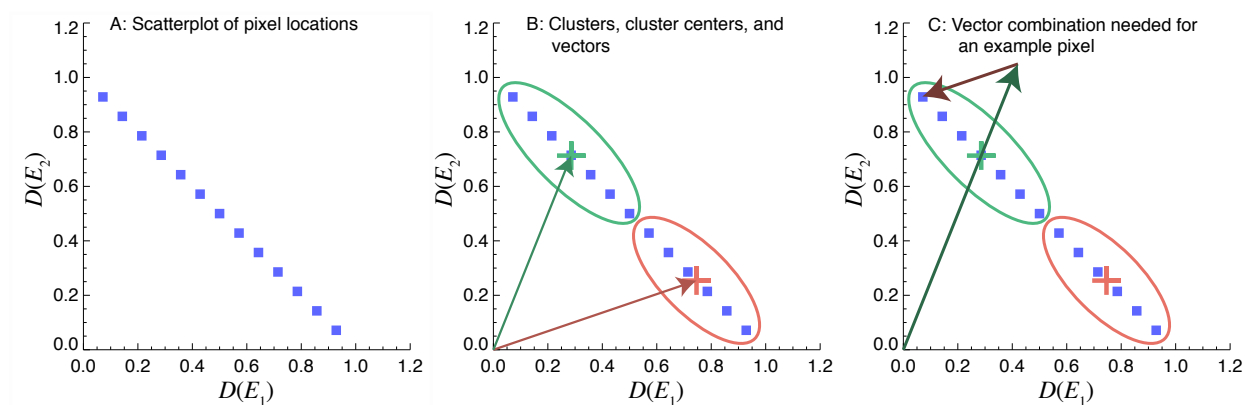 A: Scatterplot of pixel locations
1.2
1.0
0.8
0.6
0.4
0.2
0.0
D(E₂)
0.0 0.2 0.4 0.6 0.8 1.0 1.2
D(E₁)
B: Clusters, cluster centers, and
vectors
1.2
1.0
0.8
0.6
0.4
0.2
0.0
D(E₂)
0.0 0.2 0.4 0.6 0.8 1.0 1.2
D(E₁)
C: Vector combination needed for
an example pixel
1.2
1.0
0.8
0.6
0.4
0.2
0.0
D(E₂)
0.0 0.2 0.4 0.6 0.8 1.0 1.2
D(E₁)